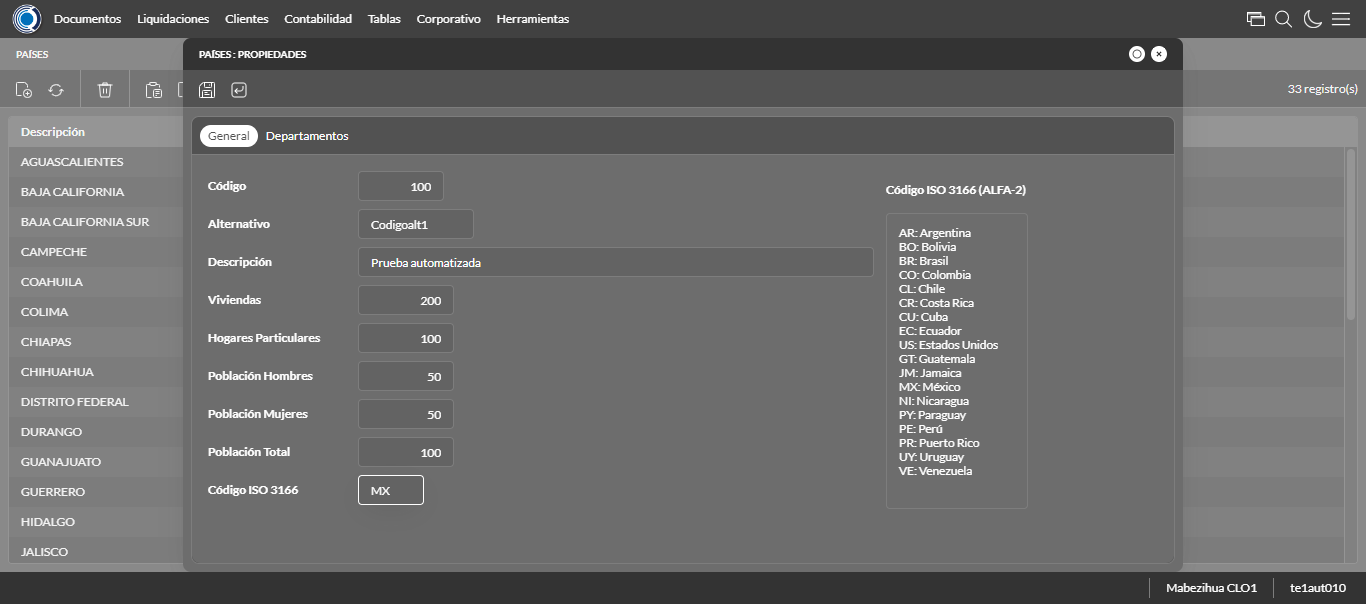 Documentos Liquidaciones Clientes Contabilidad Tablas Corporativo Herramientas
PAÍSES
PAÍSES : PROPIEDADES
33 registro(s)
General Departamentos
Descripción
AGUASCALIENTES
BAJA CALIFORNIA
BAJA CALIFORNIA SUR
CAMPECHE
COAHUILA
COLIMA
CHIAPAS
CHIHUAHUA
DISTRITO FEDERAL
DURANGO
GUANAJUATO
GUERRERO
HIDALGO
JALISCO
Código 100
Alternativo Codigoalt1
Descripción Prueba automatizada
Viviendas 200
Hogares Particulares 100
Población Hombres 50
Población Mujeres 50
Población Total 100
Código ISO 3166 MX
Código ISO 3166 (ALFA-2)
AR: Argentina
BO: Bolivia
BR: Brasil
CO: Colombia
CL: Chile
CR: Costa Rica
CU: Cuba
EC: Ecuador
US: Estados Unidos
GT: Guatemala
JM: Jamaica
MX: México
NI: Nicaragua
PY: Paraguay
PE: Perú
PR: Puerto Rico
UY: Uruguay
VE: Venezuela
Mabezihua CLO1 te1aut010